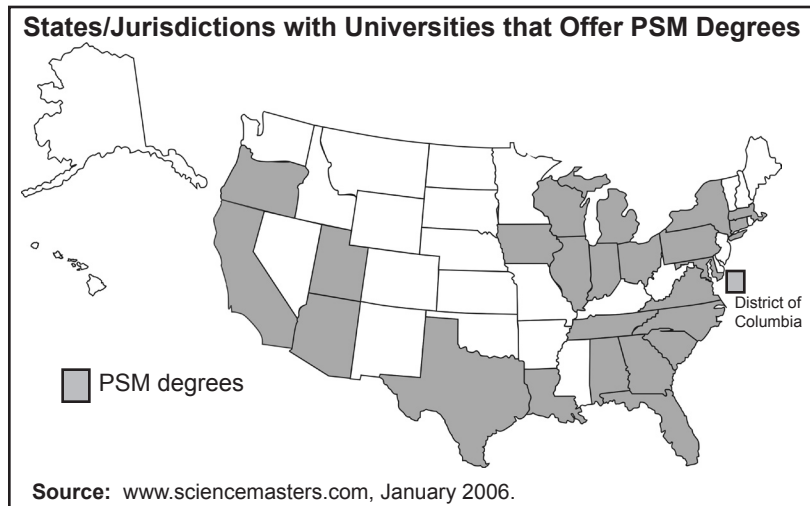 States/Jurisdictions with Universities that Offer PSM Degrees
District of
Columbia
PSM degrees
Source: www.sciencemasters.com, January 2006.